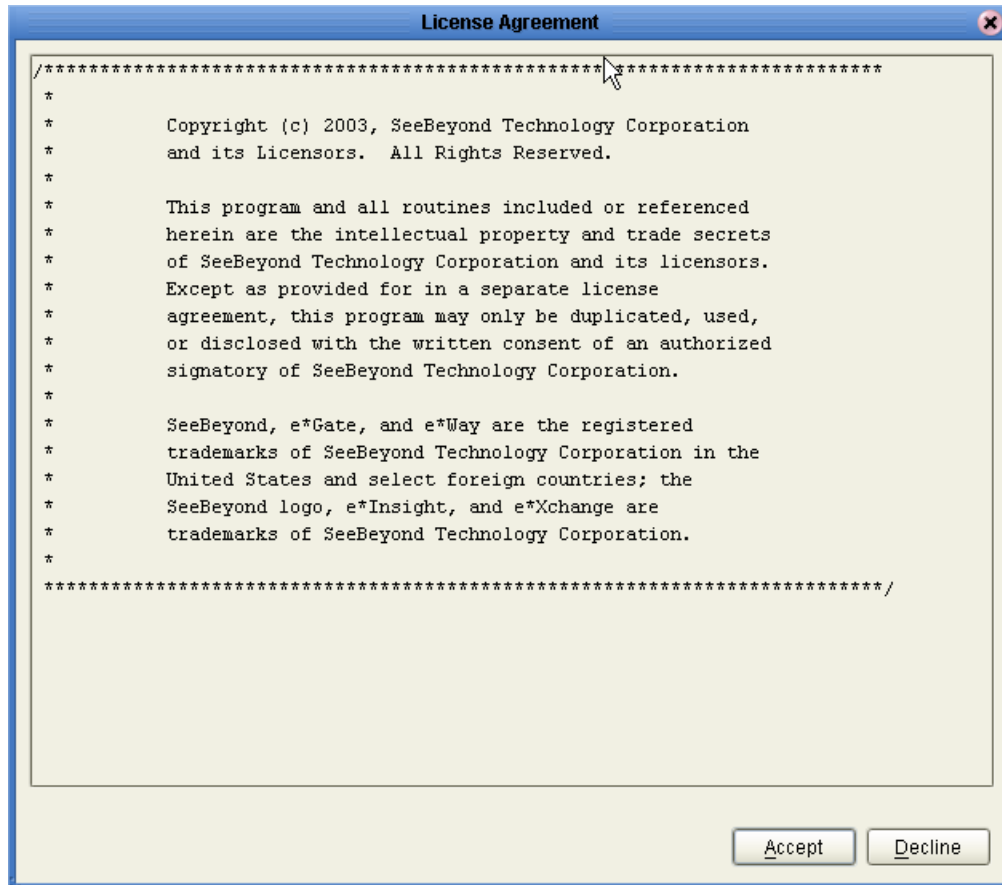 License Agreement
/***************************************************************************
*
* Copyright (c) 2003, SeeBeyond Technology Corporation
* and its Licensors. All Rights Reserved.
*
* This program and all routines included or referenced
* herein are the intellectual property and trade secrets
* of SeeBeyond Technology Corporation and its licensors.
* Except as provided for in a separate license
* agreement, this program may only be duplicated, used,
* or disclosed with the written consent of an authorized
* signatory of SeeBeyond Technology Corporation.
*
* SeeBeyond, e*Gate, and e*Way are the registered
* trademarks of SeeBeyond Technology Corporation in the
* United States and select foreign countries; the
* SeeBeyond logo, e*Insight, and e*Xchange are
* trademarks of SeeBeyond Technology Corporation.
*
***************************************************************************/
Accept
Decline